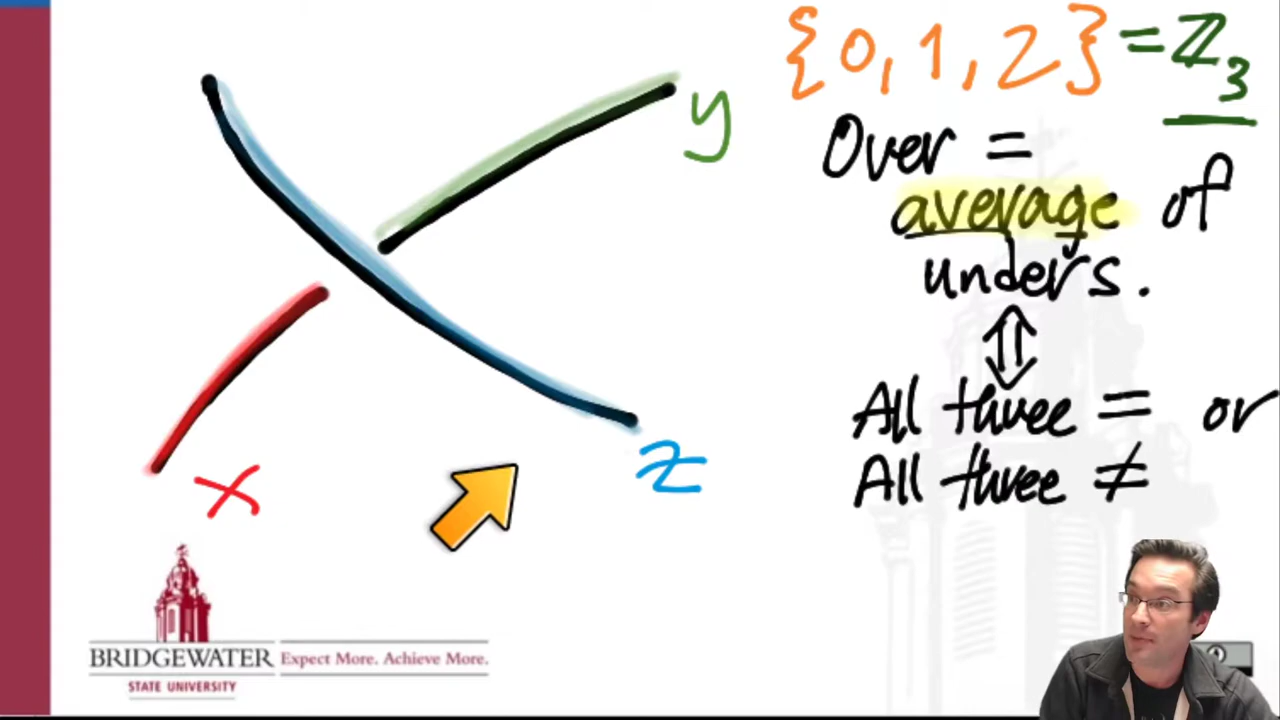 {0, 1, 2} = ℤ₃
Over =
average of
unders.
⇕
All three = or
All three ≠
y
x
z
BRIDGEWATER
STATE UNIVERSITY
Expect More. Achieve More.